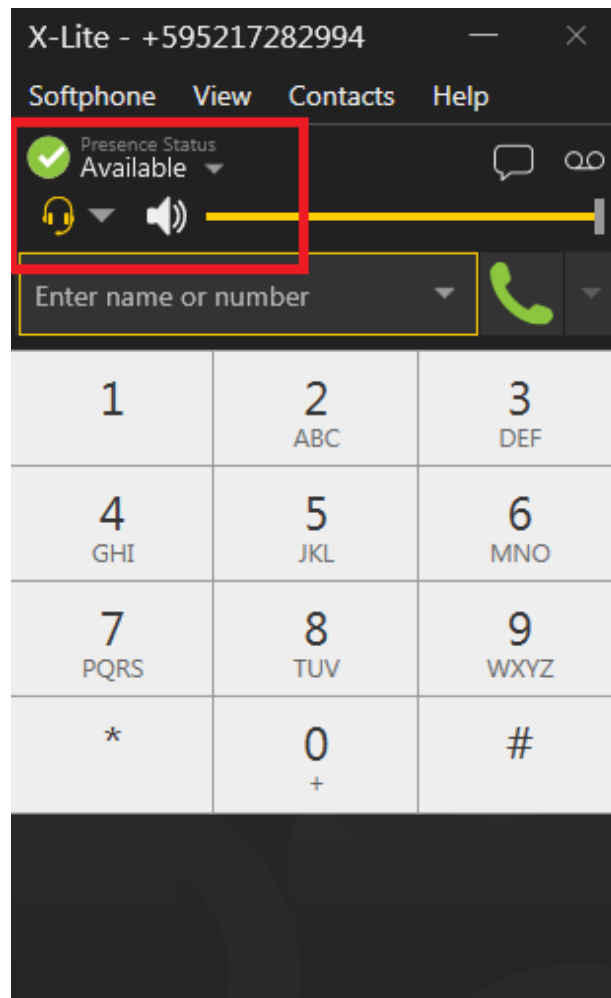 X-Lite - +595217282994
Softphone View Contacts Help
Presence Status
Available
Enter name or number
1 2 3
ABC DEF
4 5 6
GHI JKL MNO
7 8 9
PQRS TUV WXYZ
* 0 #
+